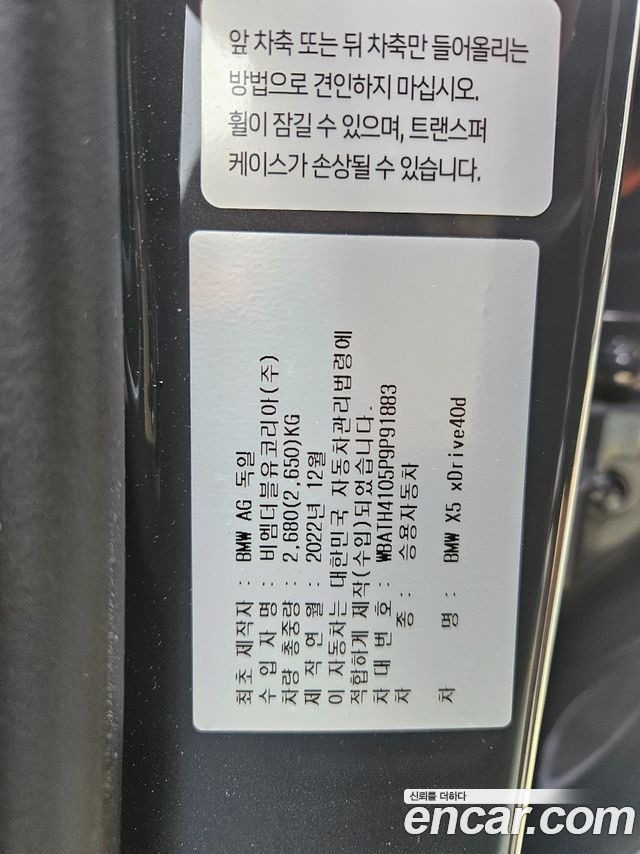 앞 차축 또는 뒤 차축만 들어올리는
방법으로 견인하지 마십시오.
휠이 잠길 수 있으며, 트랜스퍼
케이스가 손상될 수 있습니다.
최초 제작자 : BMW AG 독일
수 입 자 명 : 비엠더블유코리아(주)
차량 총중량 : 2,680(2,650)KG
제 작 연 월 : 2022년 12월
이 자동차는 대한민국 자동차관리법령에
적합하게 제작(수입)되었습니다.
차 대 번 호 : WBATH4105P9P91883
차 종 : 승용자동차
차 명 : BMW X5 xDrive40d
신뢰를 더하다
encar.com